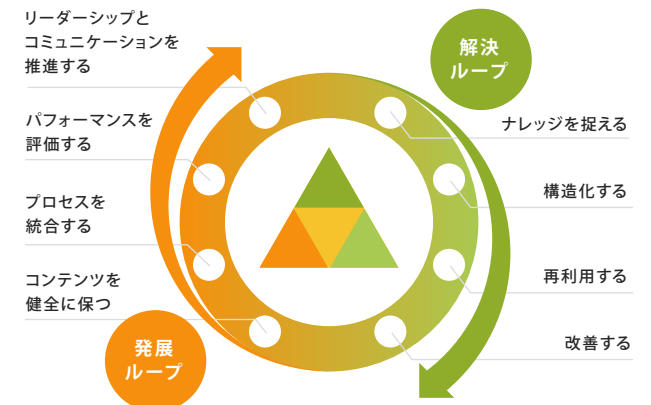 リーダーシップと
コミュニケーションを
推進する
パフォーマンスを
評価する
プロセスを
統合する
コンテンツを
健全に保つ
発展
ループ
解決
ループ
ナレッジを捉える
構造化する
再利用する
改善する